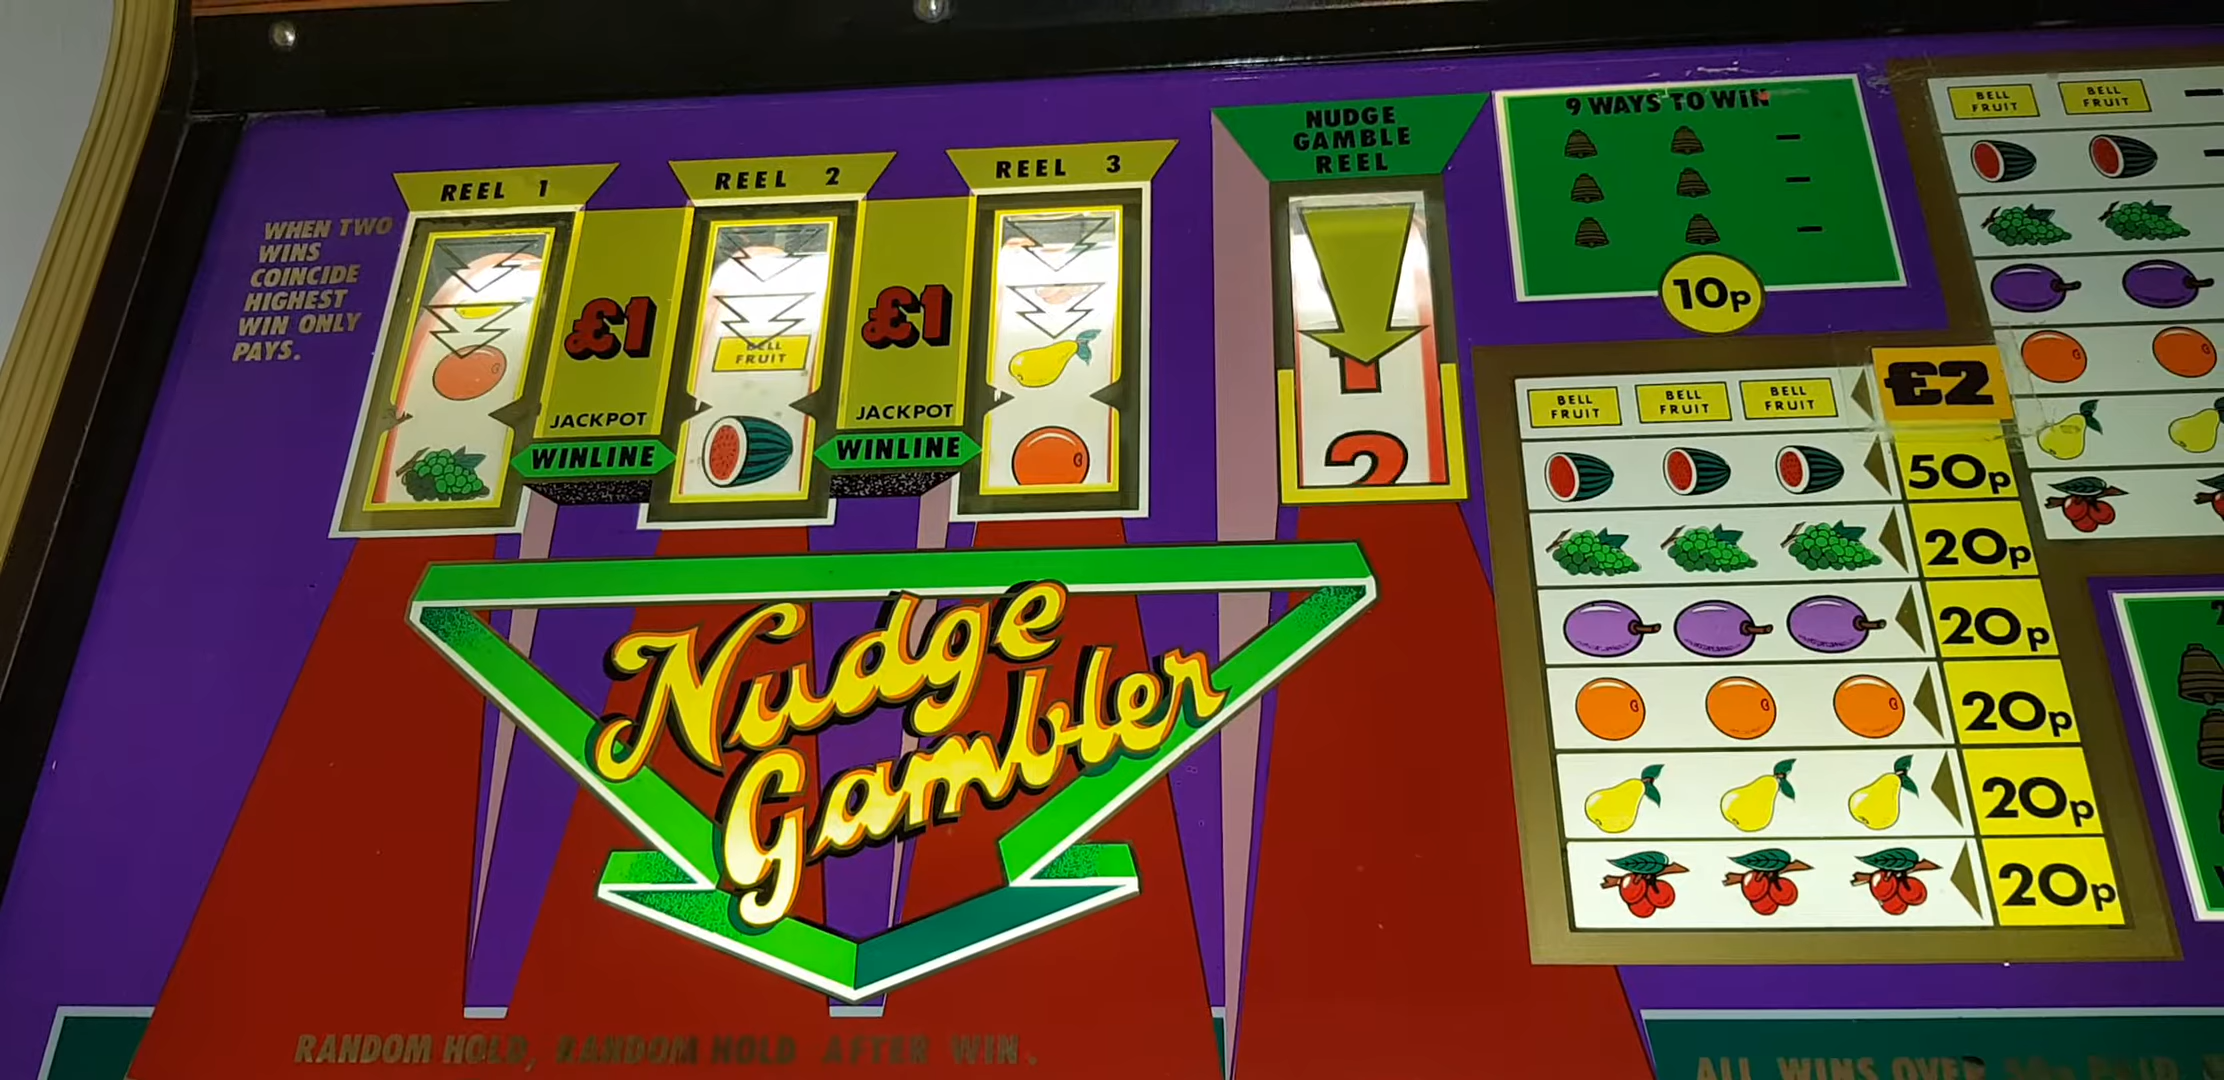 WHEN TWO
WINS
COINCIDE
HIGHEST
WIN ONLY
PAYS.
REEL 1
REEL 2
REEL 3
£1
JACKPOT
WINLINE
£1
JACKPOT
WINLINE
BELL
FRUIT
NUDGE
GAMBLE
REEL
2
9 WAYS TO WIN
10p
BELL
FRUIT
BELL
FRUIT
BELL
FRUIT
BELL
FRUIT
BELL
FRUIT
£2
50p
20p
20p
20p
20p
20p
Nudge
Gambler
RANDOM HOLD, RANDOM HOLD AFTER WIN.
ALL WINS OVER